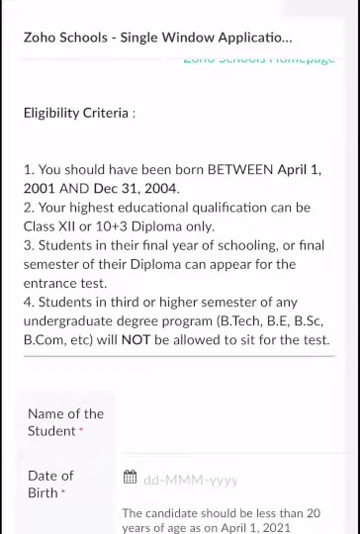 Zoho Schools - Single Window Applicatio...
Zoho Schools Homepage
Eligibility Criteria :
1. You should have been born BETWEEN April 1,
2001 AND Dec 31, 2004.
2. Your highest educational qualification can be
Class XII or 10+3 Diploma only.
3. Students in their final year of schooling, or final
semester of their Diploma can appear for the
entrance test.
4. Students in third or higher semester of any
undergraduate degree program (B.Tech, B.E, B.Sc,
B.Com, etc) will NOT be allowed to sit for the test.
Name of the
Student *
Date of
Birth *
dd-MMM-yyyy
The candidate should be less than 20
years of age as on April 1, 2021